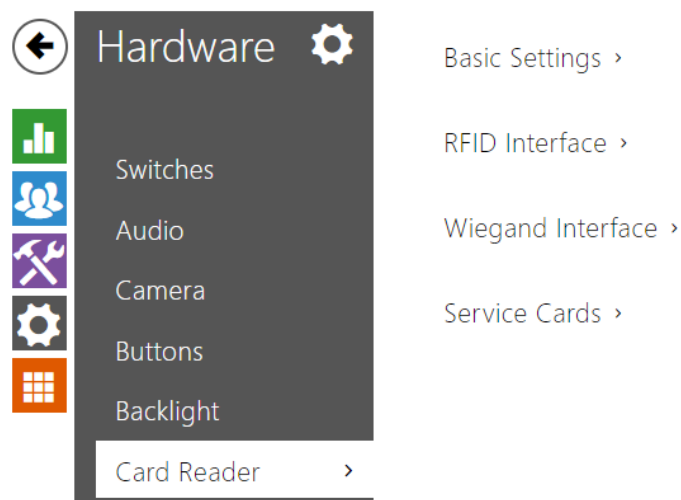 Hardware
Switches
Audio
Camera
Buttons
Backlight
Card Reader ›
Basic Settings ›
RFID Interface ›
Wiegand Interface ›
Service Cards ›